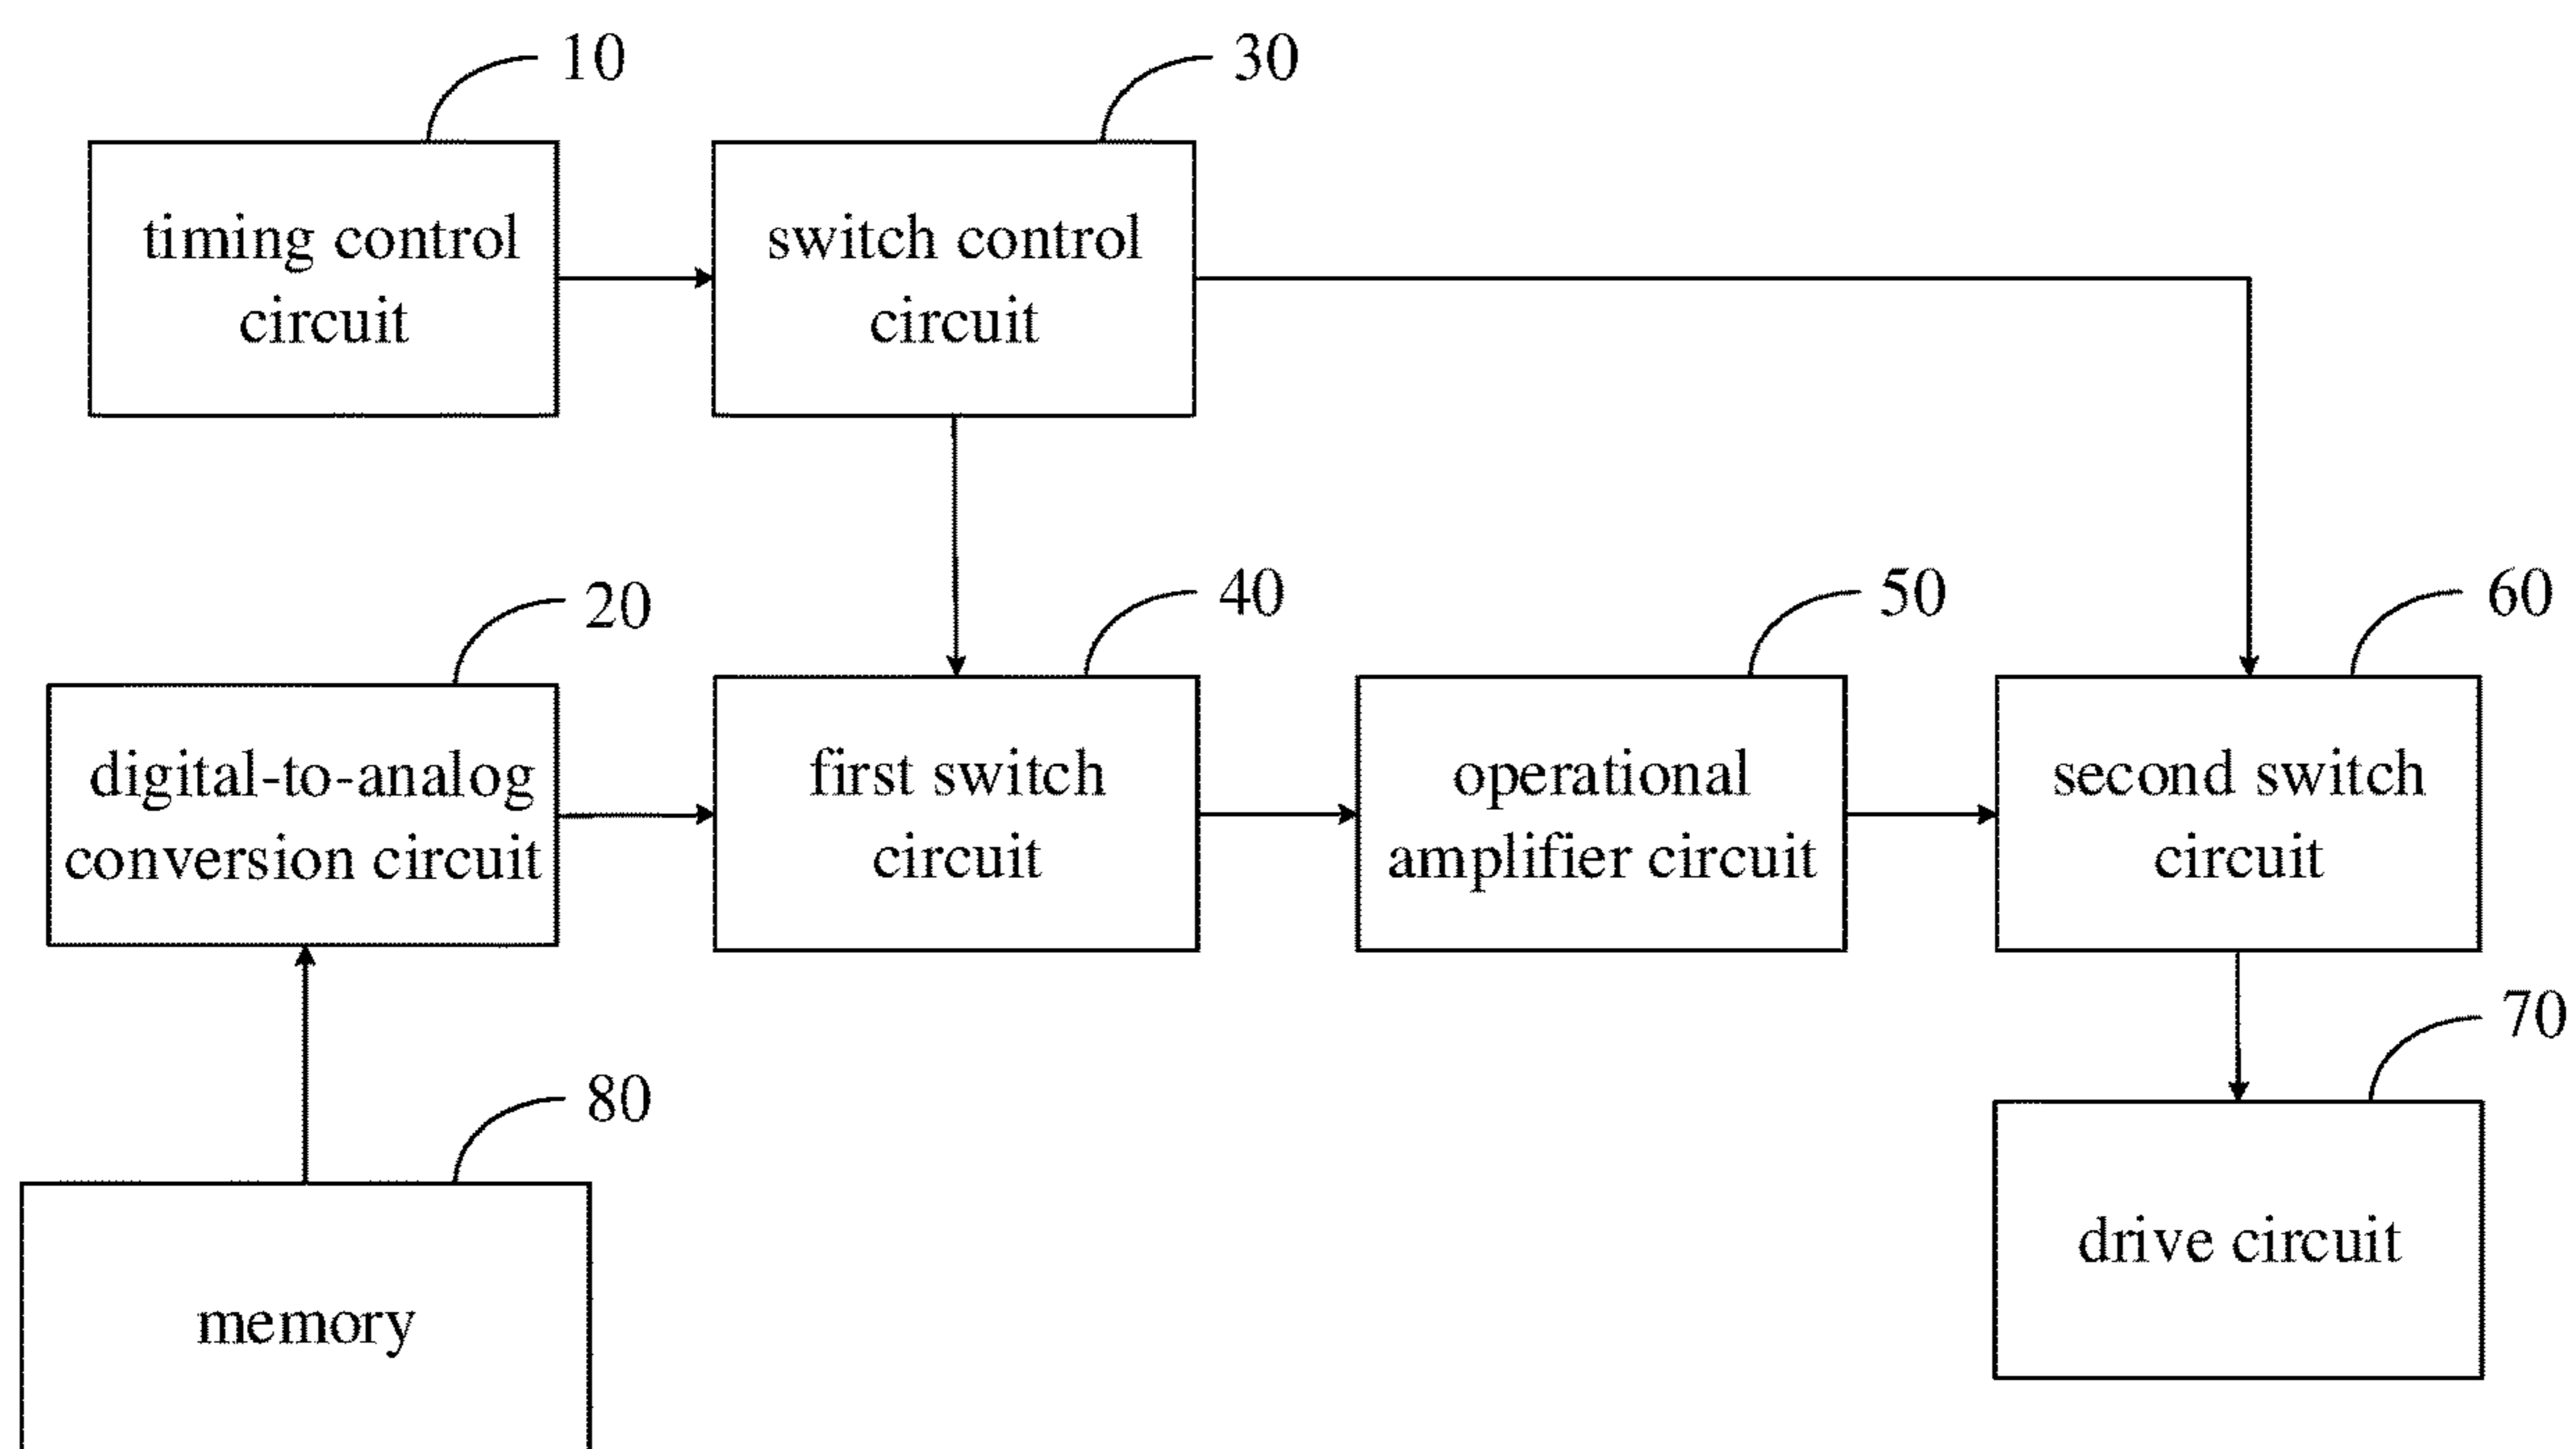 10
30
timing control
circuit
switch control
circuit
20
40
50
60
digital-to-analog
conversion circuit
first switch
circuit
operational
amplifier circuit
second switch
circuit
70
80
drive circuit
memory